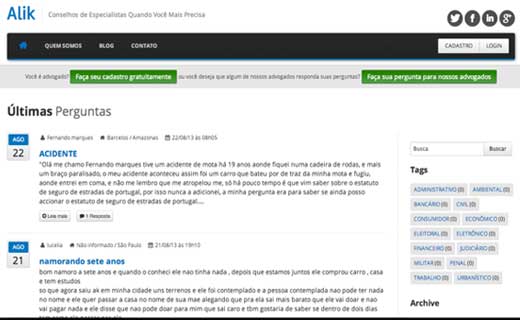 Alik
Conselhos de Especialistas Quando Você Mais Precisa
QUEM SOMOS BLOG CONTATO
CADASTRO LOGIN
Você é advogado? Faça seu cadastro gratuitamente ou você deseja que algum de nossos advogados responda suas perguntas? Faça sua pergunta para nossos advogados
Últimas Perguntas
AGO
22
Fernando marques Barcelos / Amazonas 22/08/13 às 08h05
ACIDENTE
"Olá me chamo Fernando marques tive um acidente de mota há 19 anos aonde fiquei numa cadeira de rodas, e mais
um braço paralisado, o meu acidente aconteceu assim foi um carro que bateu por de traz da minha mota e fugiu,
aonde entrei em coma, e não me lembro que me atropelou me, só há pouco tempo é que vim saber sobre o estatuto
de seguro de estradas de portugal, por isso nunca a adicionei, a minha pergunta era para saber se ainda posso
accionar o estatuto de seguro de estradas de portugal....
Leia mais 1 Resposta
AGO
21
lucelia Não-informado / São Paulo 21/08/13 às 19h10
namorando sete anos
bom namoro a sete anos e quando o conheci ele nao tinha nada , depois que estamos juntos ele comprou carro , casa
e tem estudos
so que agora saiu ak em minha cidade uns terrenos e ele foi contemplado e a pessoa contemplada nao pode ter nada
no nome e ele quer passar a casa no nome de sua mae alegando que pra ela sai mais barato que ele vai doar e nao
vai pagar nada e ele disse que nao pode doar para mim que sai caro e tbm gostaria de saber se dentro de dois dias
Busca Buscar
Tags
ADMINISTRATIVO (0) AMBIENTAL (0)
BANCÁRIO (0) CIVIL (0)
CONSUMIDOR (0) ECONÔMICO (0)
ELEITORAL (0) ELETRÔNICO (0)
FINANCEIRO (0) JUDICIÁRIO (0)
MILITAR (0) PENAL (0)
TRABALHO (0) URBANÍSTICO (0)
Archive